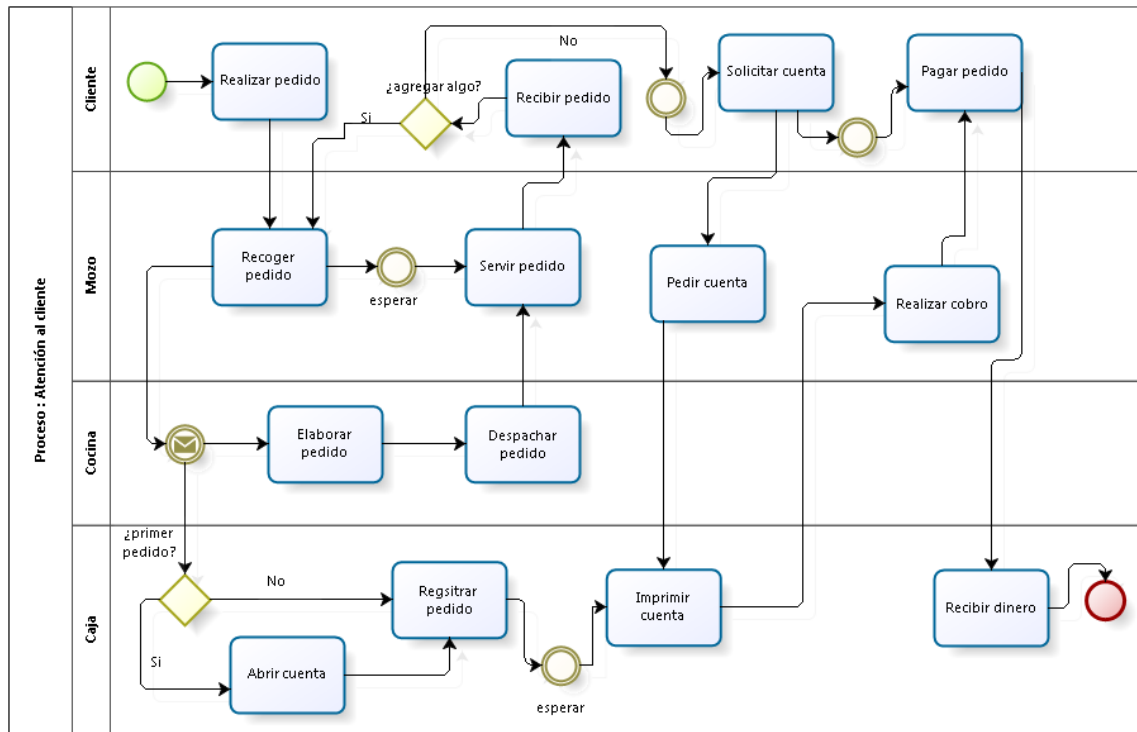 Proceso : Atención al cliente
Cliente
Realizar pedido
¿agregar algo?
Si
No
Recibir pedido
Solicitar cuenta
Pagar pedido
Mozo
Recoger
pedido
esperar
Servir pedido
Pedir cuenta
Realizar cobro
Cocina
Elaborar
pedido
Despachar
pedido
Caja
¿primer
pedido?
No
Si
Abrir cuenta
Regsitrar
pedido
esperar
Imprimir
cuenta
Recibir dinero